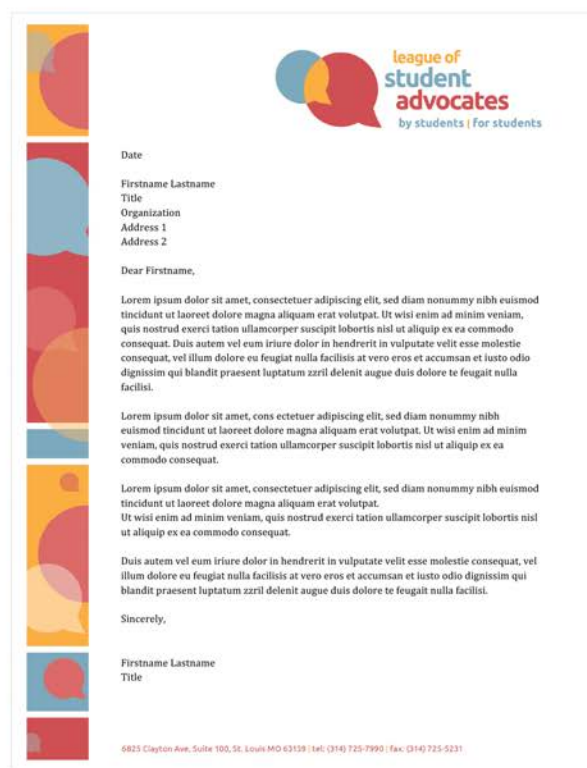 league of
student
advocates
by students | for students
Date
Firstname Lastname
Title
Organization
Address 1
Address 2
Dear Firstname,
Lorem ipsum dolor sit amet, consectetuer adipiscing elit, sed diam nonummy nibh euismod
tincidunt ut laoreet dolore magna aliquam erat volutpat. Ut wisi enim ad minim veniam,
quis nostrud exerci tation ullamcorper suscipit lobortis nisl ut aliquip ex ea commodo
consequat. Duis autem vel eum iriure dolor in hendrerit in vulputate velit esse molestie
consequat, vel illum dolore eu feugiat nulla facilisis at vero eros et accumsan et iusto odio
dignissim qui blandit praesent luptatum zzril delenit augue duis dolore te feugait nulla
facilisi.
Lorem ipsum dolor sit amet, cons ectetuer adipiscing elit, sed diam nonummy nibh
euismod tincidunt ut laoreet dolore magna aliquam erat volutpat. Ut wisi enim ad minim
veniam, quis nostrud exerci tation ullamcorper suscipit lobortis nisl ut aliquip ex ea
commodo consequat.
Lorem ipsum dolor sit amet, consectetuer adipiscing elit, sed diam nonummy nibh euismod
tincidunt ut laoreet dolore magna aliquam erat volutpat.
Ut wisi enim ad minim veniam, quis nostrud exerci tation ullamcorper suscipit lobortis nisl
ut aliquip ex ea commodo consequat.
Duis autem vel eum iriure dolor in hendrerit in vulputate velit esse molestie consequat, vel
illum dolore eu feugiat nulla facilisis at vero eros et accumsan et iusto odio dignissim qui
blandit praesent luptatum zzril delenit augue duis dolore te feugait nulla facilisi.
Sincerely,
Firstname Lastname
Title
6825 Clayton Ave, Suite 100, St. Louis MO 63139 | tel: (314) 725-7990 | fax: (314) 725-5231